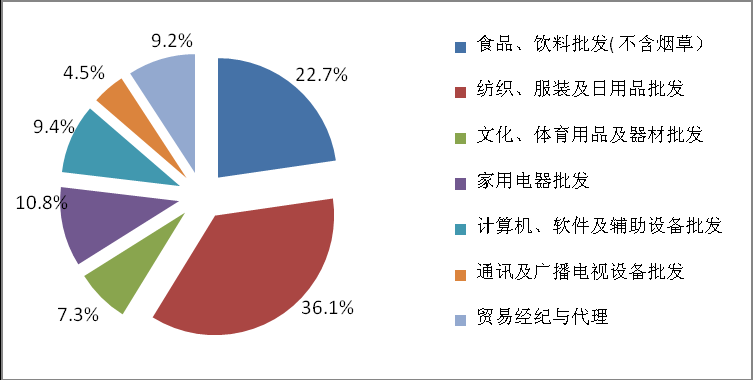 9.2%
4.5%
22.7%
9.4%
10.8%
7.3%
36.1%
食品、饮料批发(不含烟草)
纺织、服装及日用品批发
文化、体育用品及器材批发
家用电器批发
计算机、软件及辅助设备批发
通讯及广播电视设备批发
贸易经纪与代理